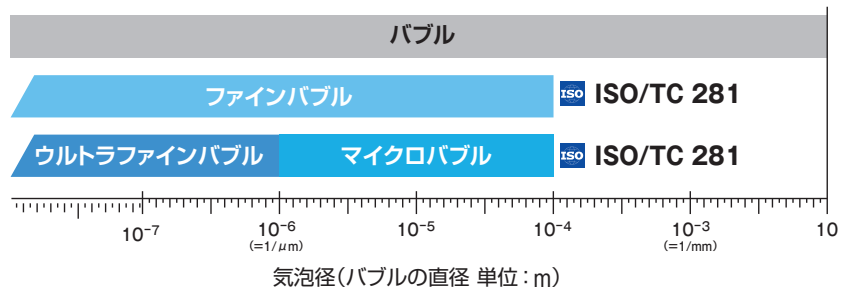 バブル
ファインバブル
ISO ISO/TC 281
ウルトラファインバブル マイクロバブル
ISO ISO/TC 281
10⁻⁷ 10⁻⁶ 10⁻⁵ 10⁻⁴ 10⁻³ 10
(=1/μm) (=1/mm)
気泡径(バブルの直径 単位:m)